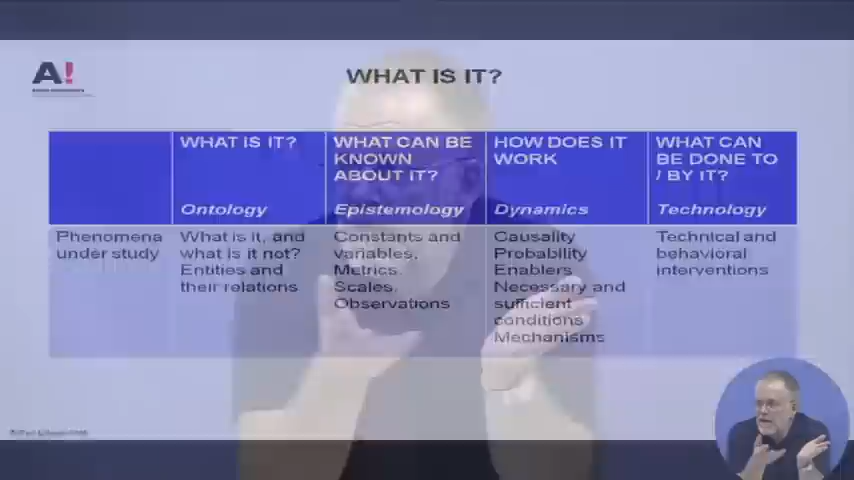 A!
WHAT IS IT?
WHAT IS IT?
Ontology
WHAT CAN BE
KNOWN
ABOUT IT?
Epistemology
HOW DOES IT
WORK
Dynamics
WHAT CAN
BE DONE TO
/ BY IT?
Technology
Phenomena
under study
What is it, and
what is it not?
Entities and
their relations
Constants and
variables.
Metrics.
Scales.
Observations
Causality
Probability
Enablers
Necessary and
sufficient
conditions
Mechanisms
Technical and
behavioral
interventions